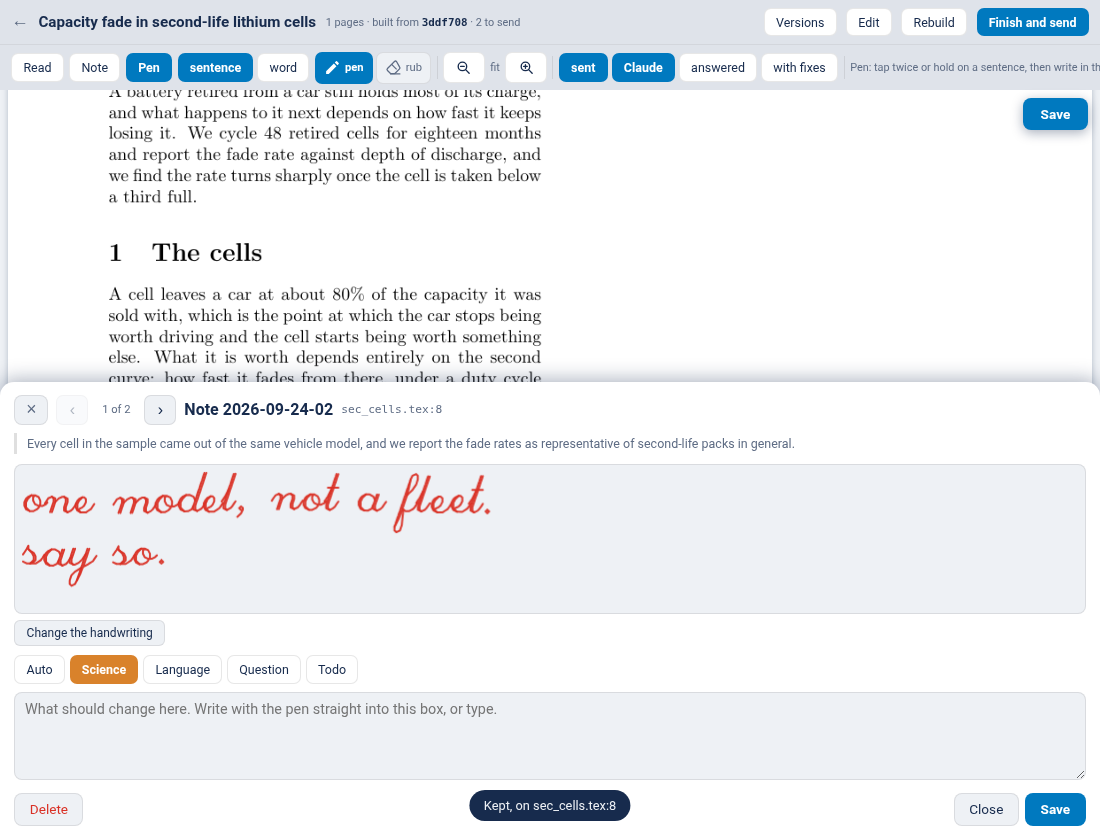 ← Capacity fade in second-life lithium cells 1 pages · built from 3ddf708 · 2 to send Versions Edit Rebuild Finish and send
Read Note Pen sentence word pen rub fit sent Claude answered with fixes Pen: tap twice or hold on a sentence, then write in th
Save
A battery retired from a car still holds most of its charge,
and what happens to it next depends on how fast it keeps
losing it. We cycle 48 retired cells for eighteen months
and report the fade rate against depth of discharge, and
we find the rate turns sharply once the cell is taken below
a third full.
1 The cells
A cell leaves a car at about 80% of the capacity it was
sold with, which is the point at which the car stops being
worth driving and the cell starts being worth something
else. What it is worth depends entirely on the second
curve: how fast it fades from there, under a duty cycle
× ‹ 1 of 2 › Note 2026-09-24-02 sec_cells.tex:8
Every cell in the sample came out of the same vehicle model, and we report the fade rates as representative of second-life packs in general.
one model, not a fleet.
say so.
Change the handwriting
Auto Science Language Question Todo
What should change here. Write with the pen straight into this box, or type.
Delete Kept, on sec_cells.tex:8 Close Save